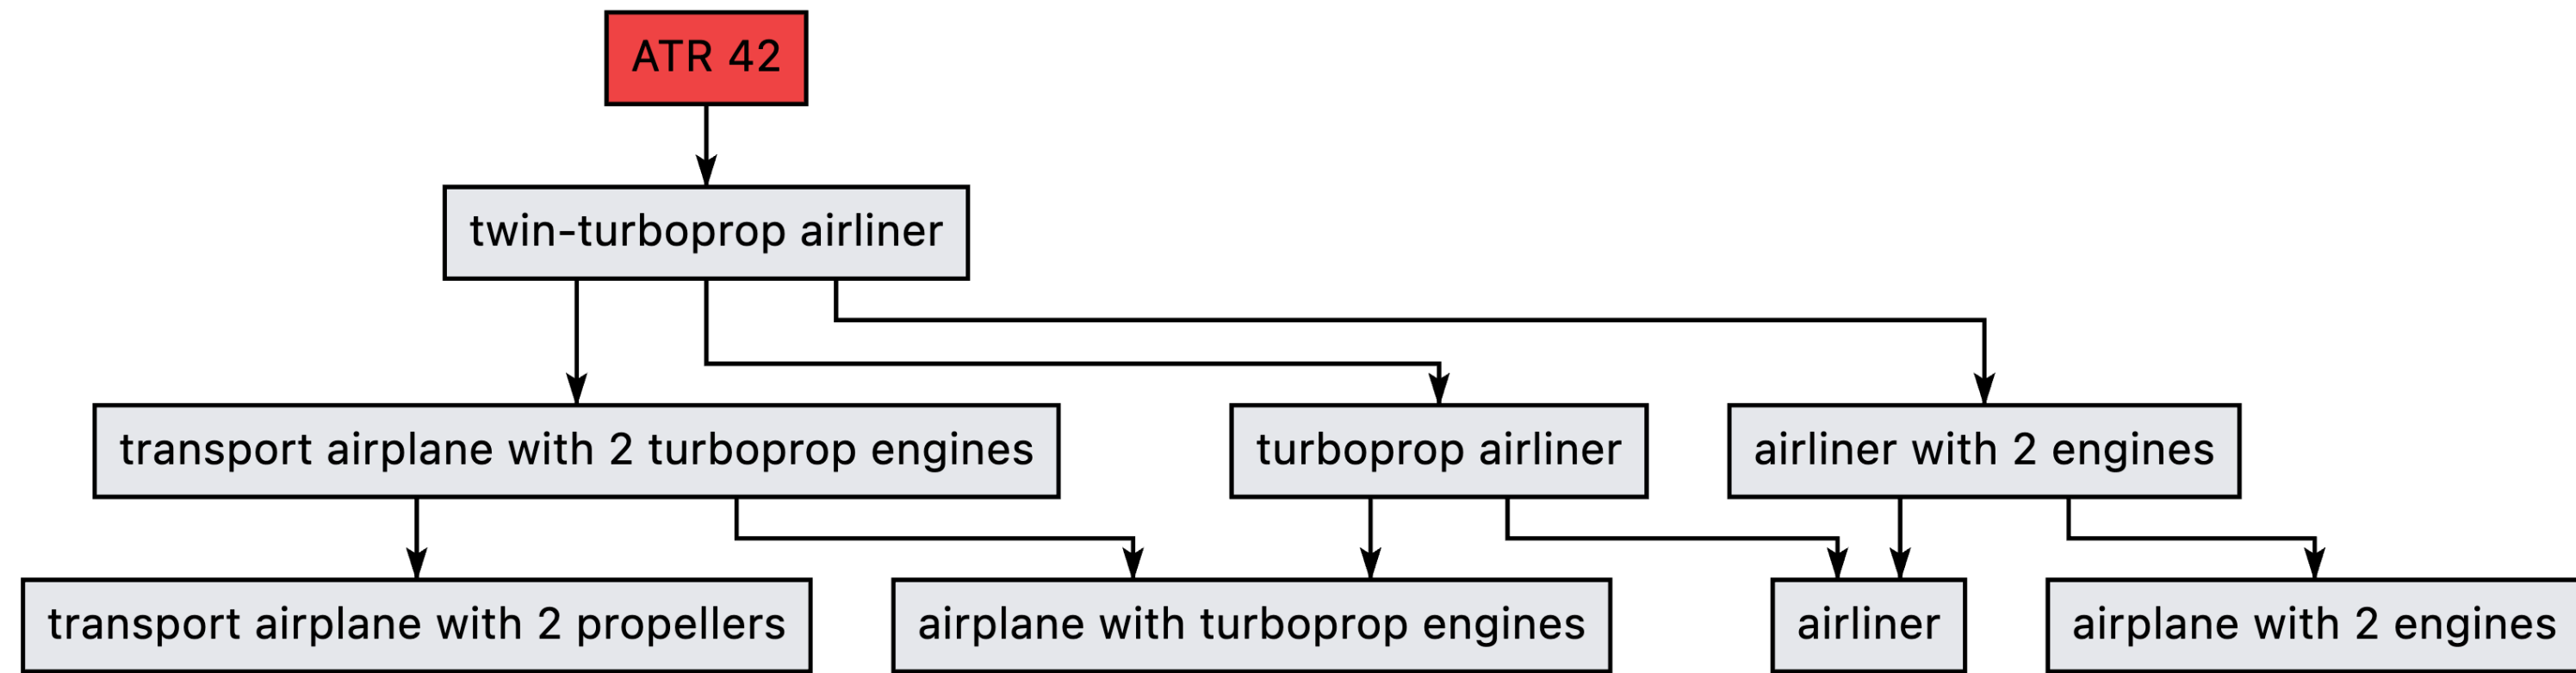 ATR 42
twin-turboprop airliner
transport airplane with 2 turboprop engines
turboprop airliner
airliner with 2 engines
transport airplane with 2 propellers
airplane with turboprop engines
airliner
airplane with 2 engines